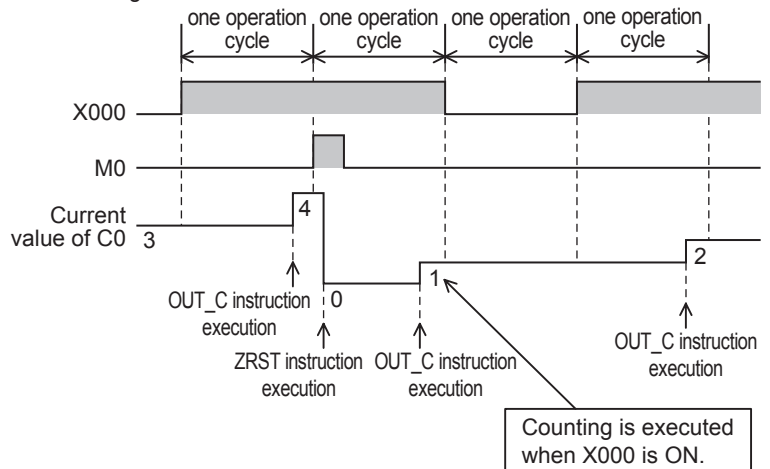 one operation cycle
one operation cycle
one operation cycle
one operation cycle
X000
M0
Current
value of C0
3
4
0
1
2
OUT_C instruction
execution
ZRST instruction
execution
OUT_C instruction
execution
OUT_C instruction
execution
Counting is executed
when X000 is ON.